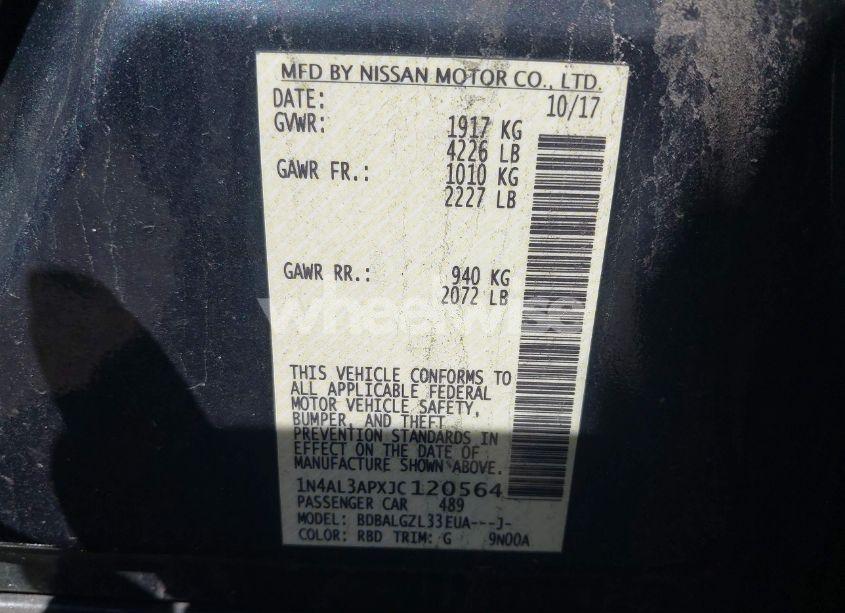 MFD BY NISSAN MOTOR CO., LTD.
DATE: 10/17
GVWR: 1917 KG
4226 LB
GAWR FR.: 1010 KG
2227 LB
GAWR RR.: 940 KG
2072 LB
wheelwise
THIS VEHICLE CONFORMS TO
ALL APPLICABLE FEDERAL
MOTOR VEHICLE SAFETY,
BUMPER, AND THEFT
PREVENTION STANDARDS IN
EFFECT ON THE DATE OF
MANUFACTURE SHOWN ABOVE.
1N4AL3APXJC120564
PASSENGER CAR 489
MODEL: BDBALGZL33EUA---J-
COLOR: RBD TRIM: G 9N00A